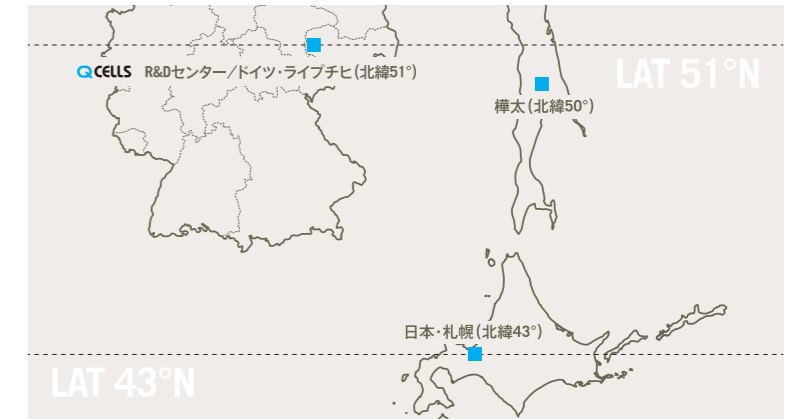 QCELLS R&Dセンター/ドイツ・ライプチヒ(北緯51°)
LAT 51°N
樺太(北緯50°)
日本・札幌(北緯43°)
LAT 43°N